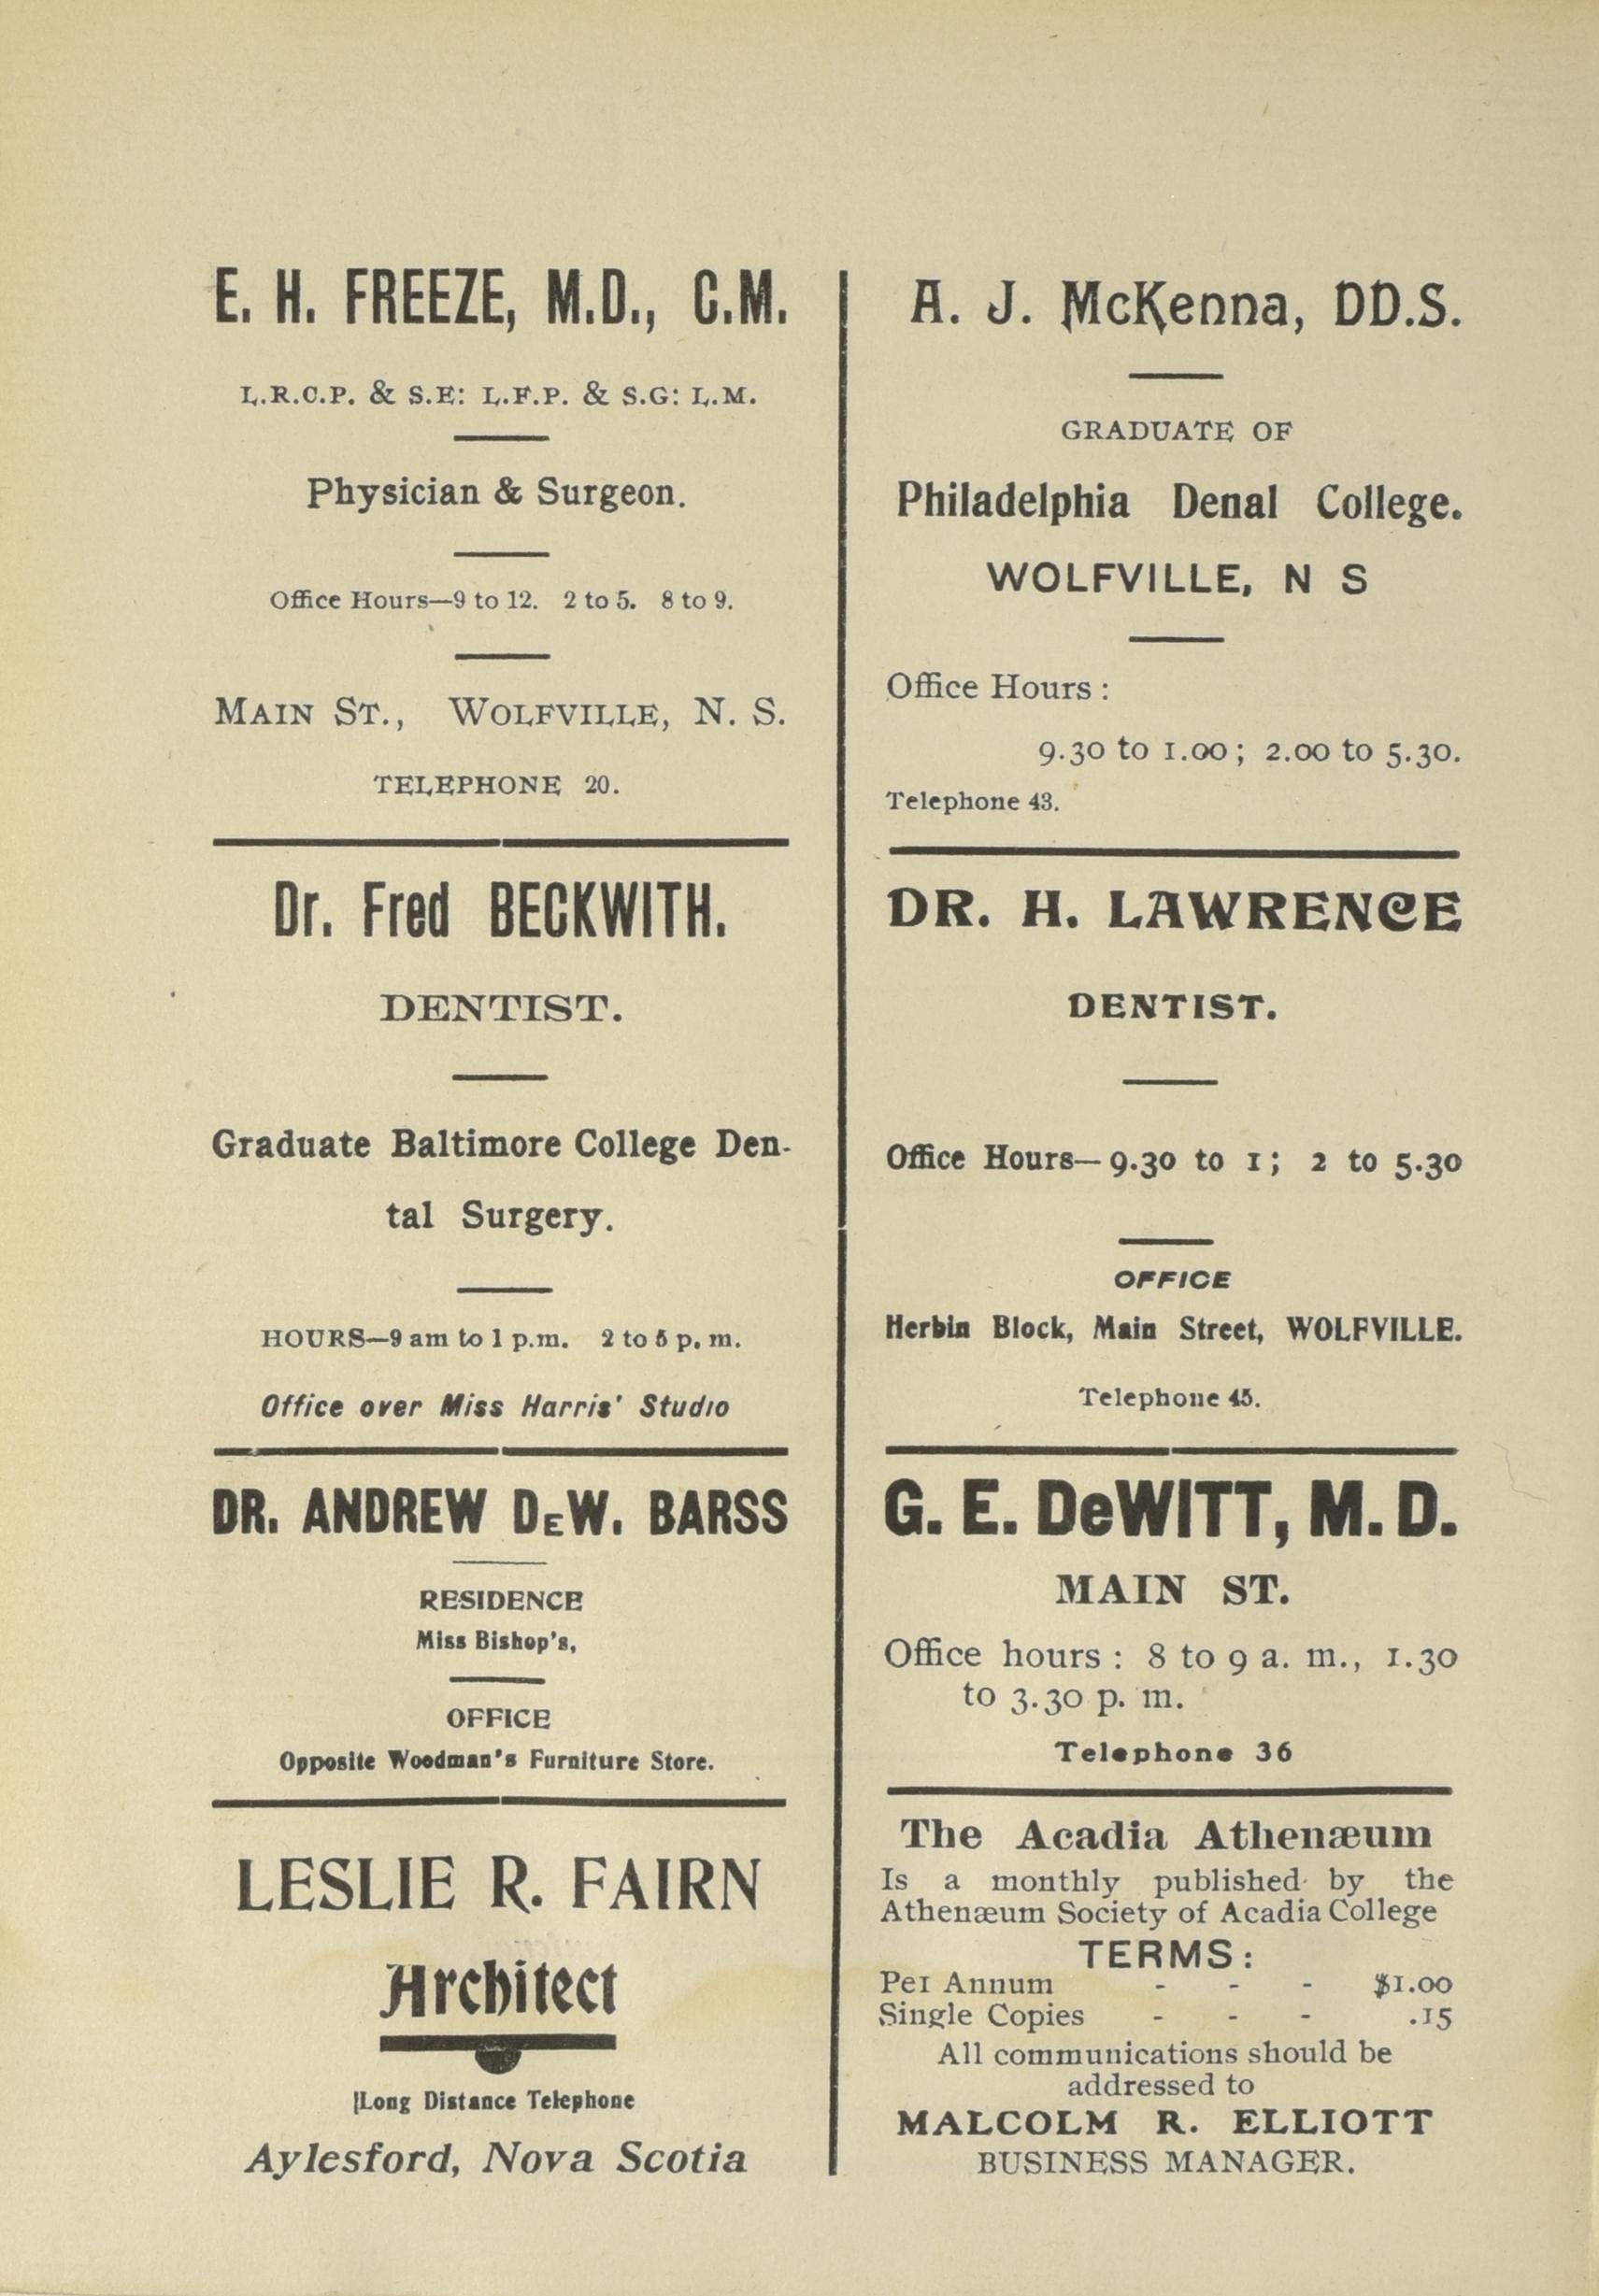 E. H. FREEZE, M.D., C.M.
L.R.C.P. & S.E: L.F.P. & S.G: L.M.
Physician & Surgeon.
Office Hours—9 to 12. 2 to 5. 8 to 9.
MAIN ST., WOLFVILLE, N. S.
TELEPHONE 20.
Dr. Fred BECKWITH.
DENTIST.
Graduate Baltimore College Den-
tal Surgery.
HOURS—9 am to 1 p.m. 2 to 5 p. m.
Office over Miss Harris' Studio
DR. ANDREW DEW. BARSS
RESIDENCE
Miss Bishop's,
OFFICE
Opposite Woodman's Furniture Store.
LESLIE R. FAIRN
Architect
Long Distance Telephone
Aylesford, Nova Scotia
A. J. McKenna, DD.S.
GRADUATE OF
Philadelphia Denal College.
WOLFVILLE, N S
Office Hours :
9.30 to 1.00 ; 2.00 to 5.30.
Telephone 43.
DR. H. LAWRENCE
DENTIST.
Office Hours—9.30 to 1 ; 2 to 5.30
OFFICE
Herbin Block, Main Street, WOLFVILLE.
Telephone 45.
G. E. DeWITT, M. D.
MAIN ST.
Office hours : 8 to 9 a. m., 1.30
to 3.30 p. m.
Telephone 36
The Acadia Athenæum
Is a monthly published by the
Athenæum Society of Acadia College
TERMS :
Per Annum - - - $1.00
Single Copies - - - .15
All communications should be
addressed to
MALCOLM R. ELLIOTT
BUSINESS MANAGER.